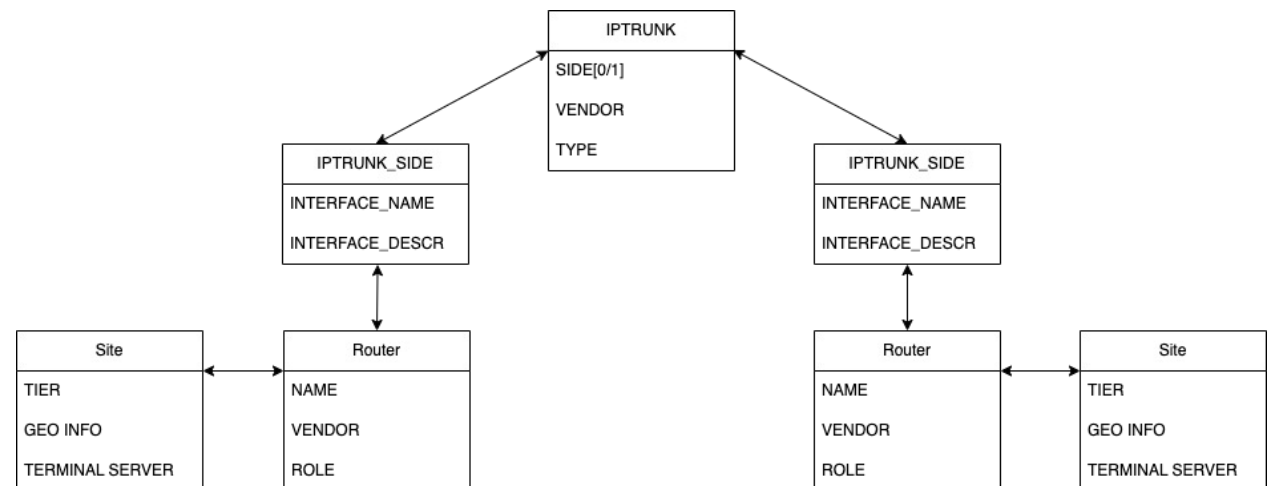 IPTRUNK
SIDE[0/1]
VENDOR
TYPE
IPTRUNK_SIDE
INTERFACE_NAME
INTERFACE_DESCR
IPTRUNK_SIDE
INTERFACE_NAME
INTERFACE_DESCR
Site
TIER
GEO INFO
TERMINAL SERVER
Router
NAME
VENDOR
ROLE
Router
NAME
VENDOR
ROLE
Site
TIER
GEO INFO
TERMINAL SERVER